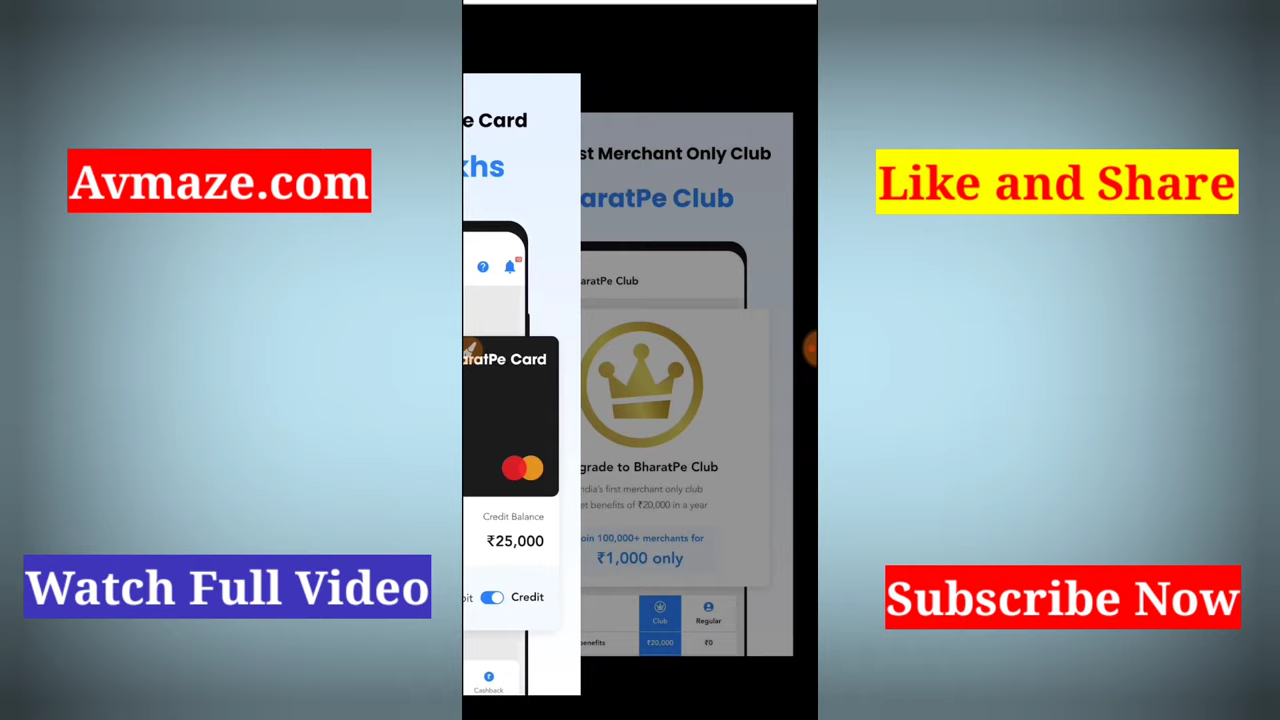 Avmaze.com
Watch Full Video
e Card
khs
aratPe Card
Credit Balance
₹25,000
Credit
Cashback
st Merchant Only Club
aratPe Club
aratPe Club
grade to BharatPe Club
ndia's first merchant only club
et benefits of ₹20,000 in a year
oin 100,000+ merchants for
₹1,000 only
Club
Regular
benefits
₹20,000
₹0
Like and Share
Subscribe Now